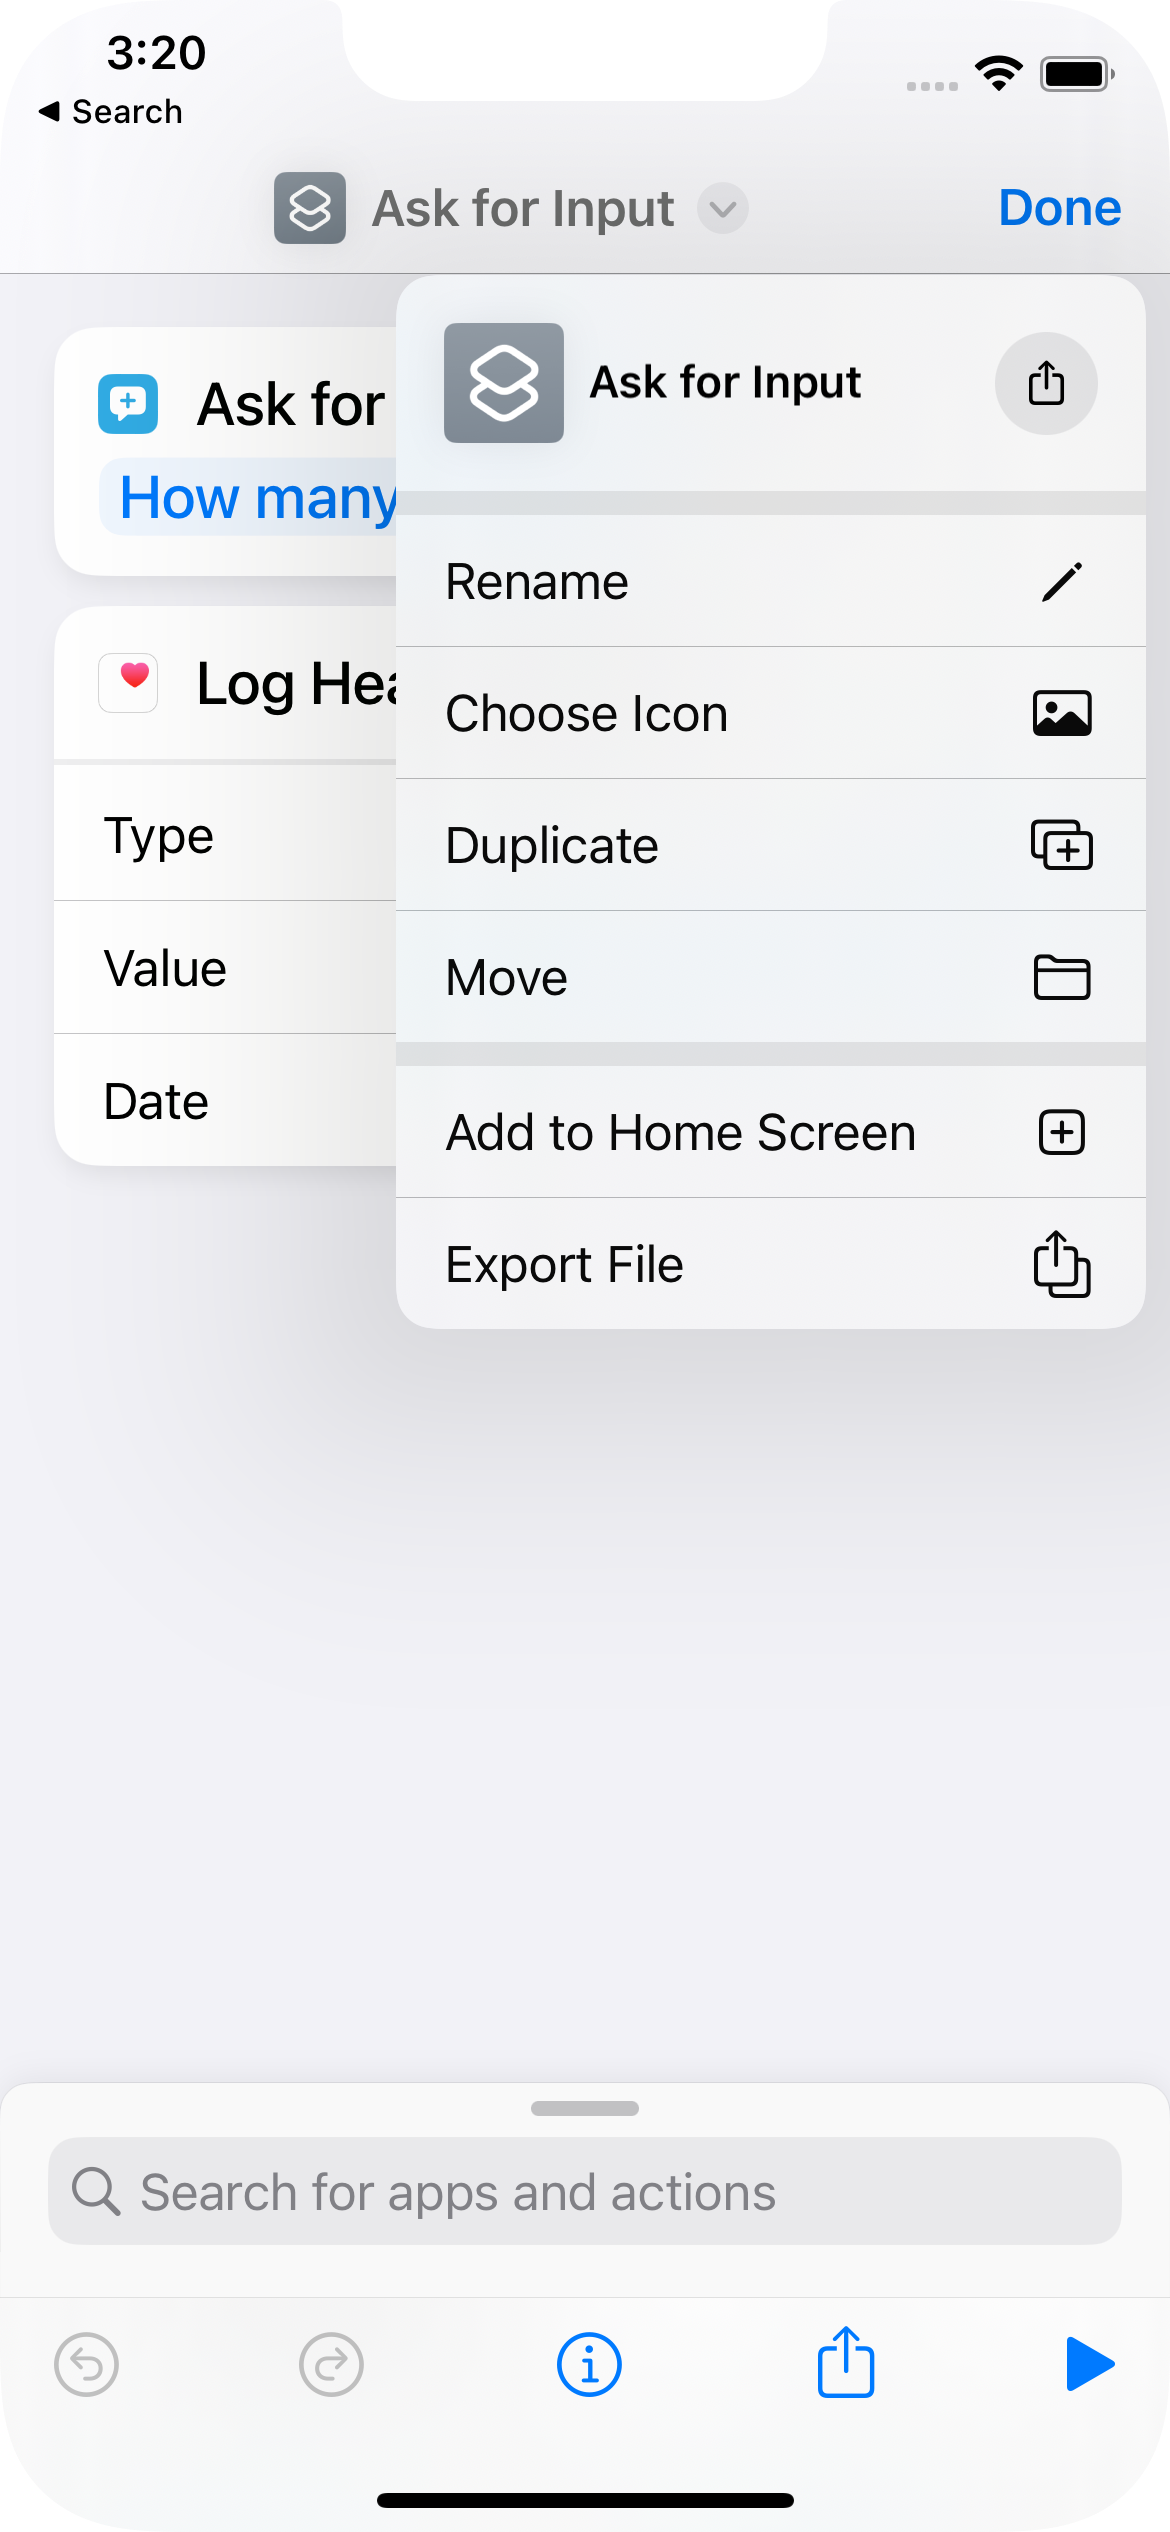 3:20
Search
Ask for Input
Done
Ask for Input
Ask for
How many
Rename
Log Hea
Choose Icon
Type
Duplicate
Value
Move
Date
Add to Home Screen
Export File
Search for apps and actions